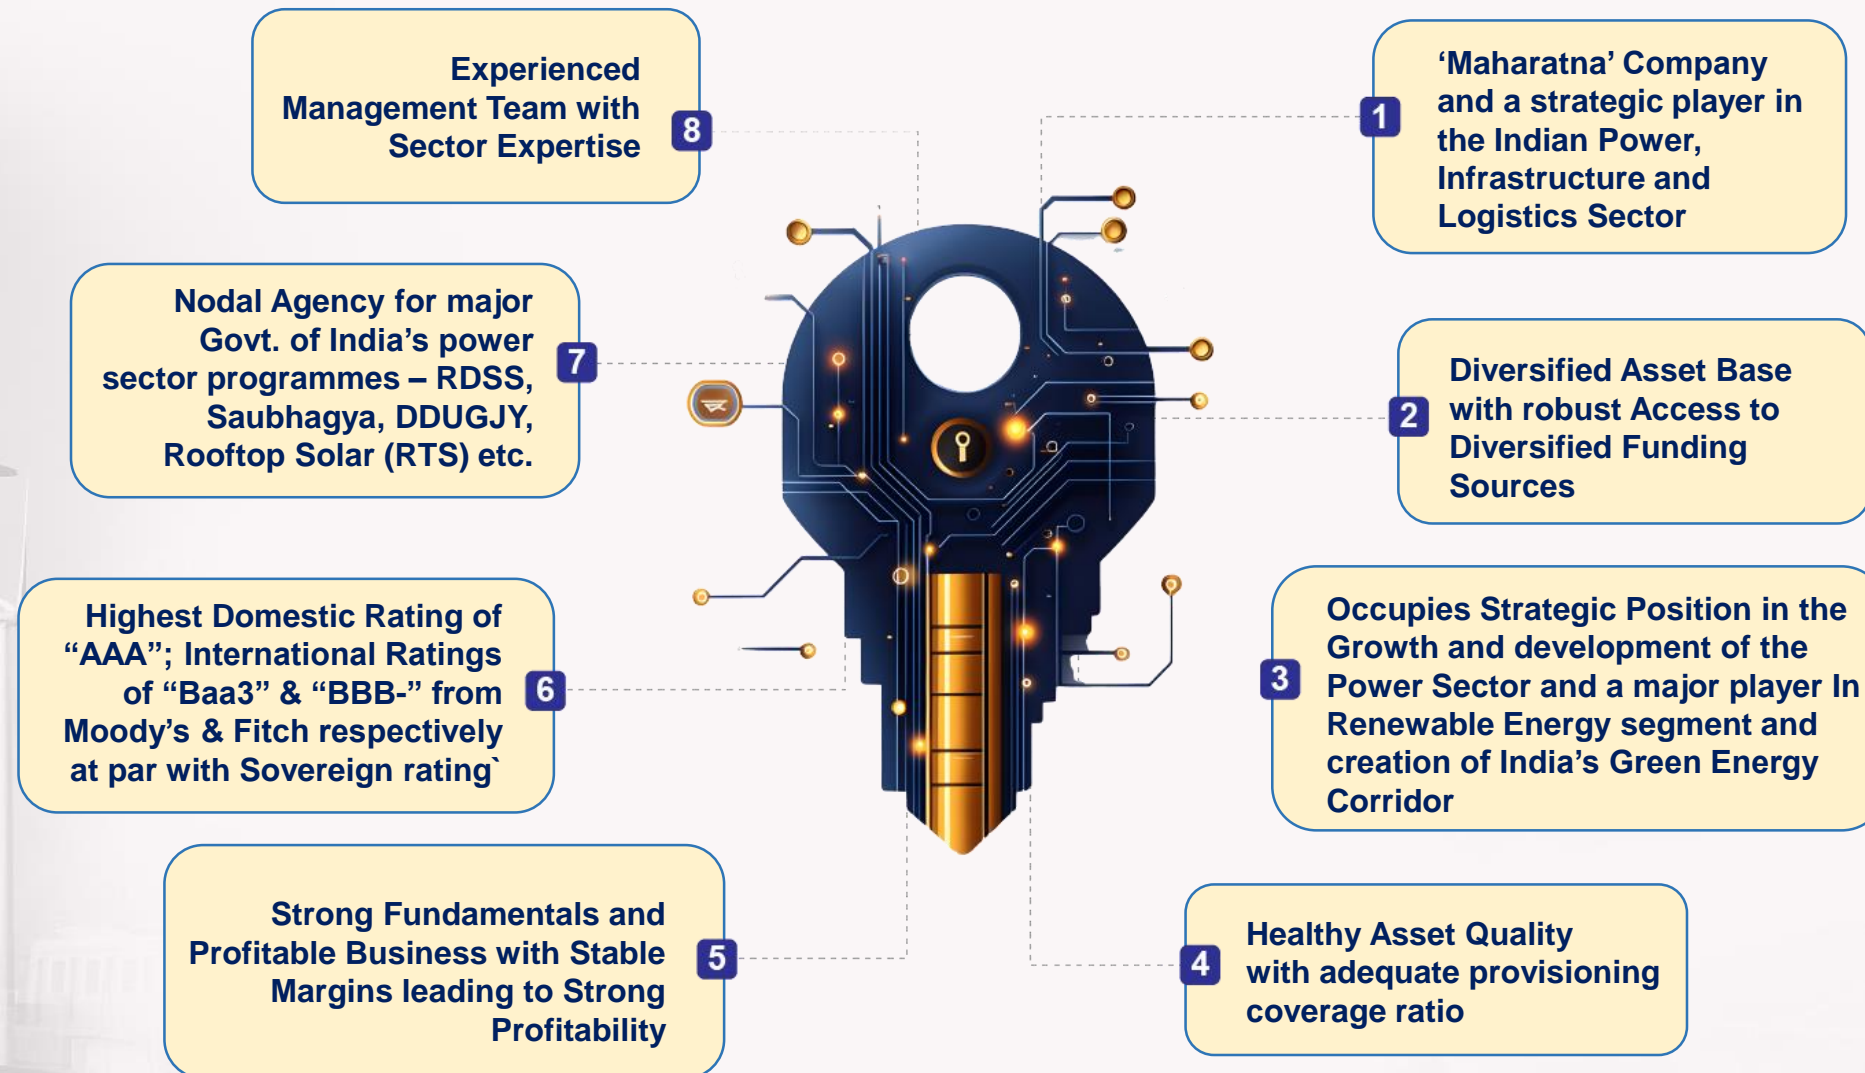 1
‘Maharatna’ Company
and a strategic player in
the Indian Power,
Infrastructure and
Logistics Sector
2
Diversified Asset Base
with robust Access to
Diversified Funding
Sources
3
Occupies Strategic Position in the
Growth and development of the
Power Sector and a major player In
Renewable Energy segment and
creation of India’s Green Energy
Corridor
4
Healthy Asset Quality
with adequate provisioning
coverage ratio
5
Strong Fundamentals and
Profitable Business with Stable
Margins leading to Strong
Profitability
6
Highest Domestic Rating of
“AAA”; International Ratings
of “Baa3” & “BBB-” from
Moody’s & Fitch respectively
at par with Sovereign rating`
7
Nodal Agency for major
Govt. of India’s power
sector programmes – RDSS,
Saubhagya, DDUGJY,
Rooftop Solar (RTS) etc.
8
Experienced
Management Team with
Sector Expertise